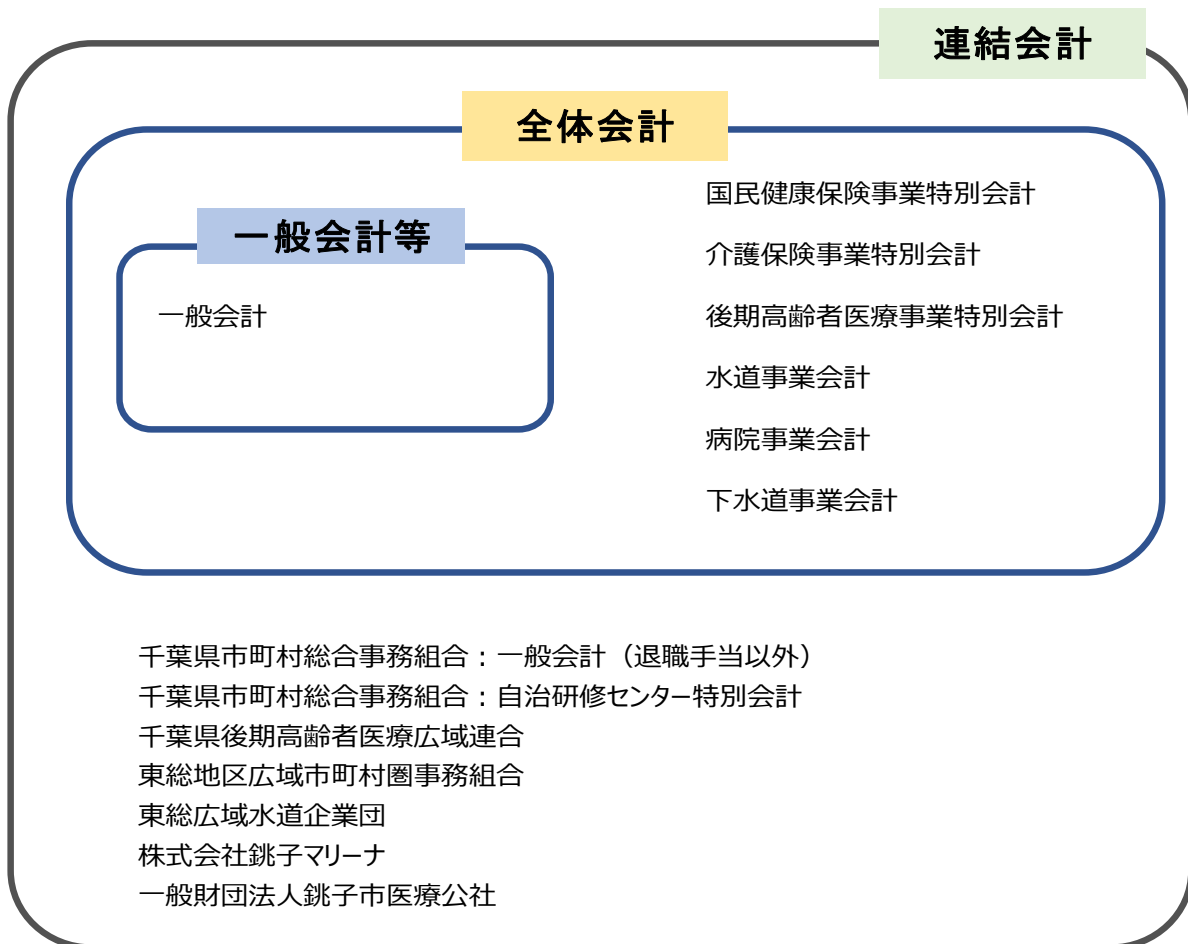 連結会計
全体会計
一般会計等
一般会計
国民健康保険事業特別会計
介護保険事業特別会計
後期高齢者医療事業特別会計
水道事業会計
病院事業会計
下水道事業会計
千葉県市町村総合事務組合：一般会計（退職手当以外）
千葉県市町村総合事務組合：自治研修センター特別会計
千葉県後期高齢者医療広域連合
東総地区広域市町村圏事務組合
東総広域水道企業団
株式会社銚子マリーナ
一般財団法人銚子市医療公社